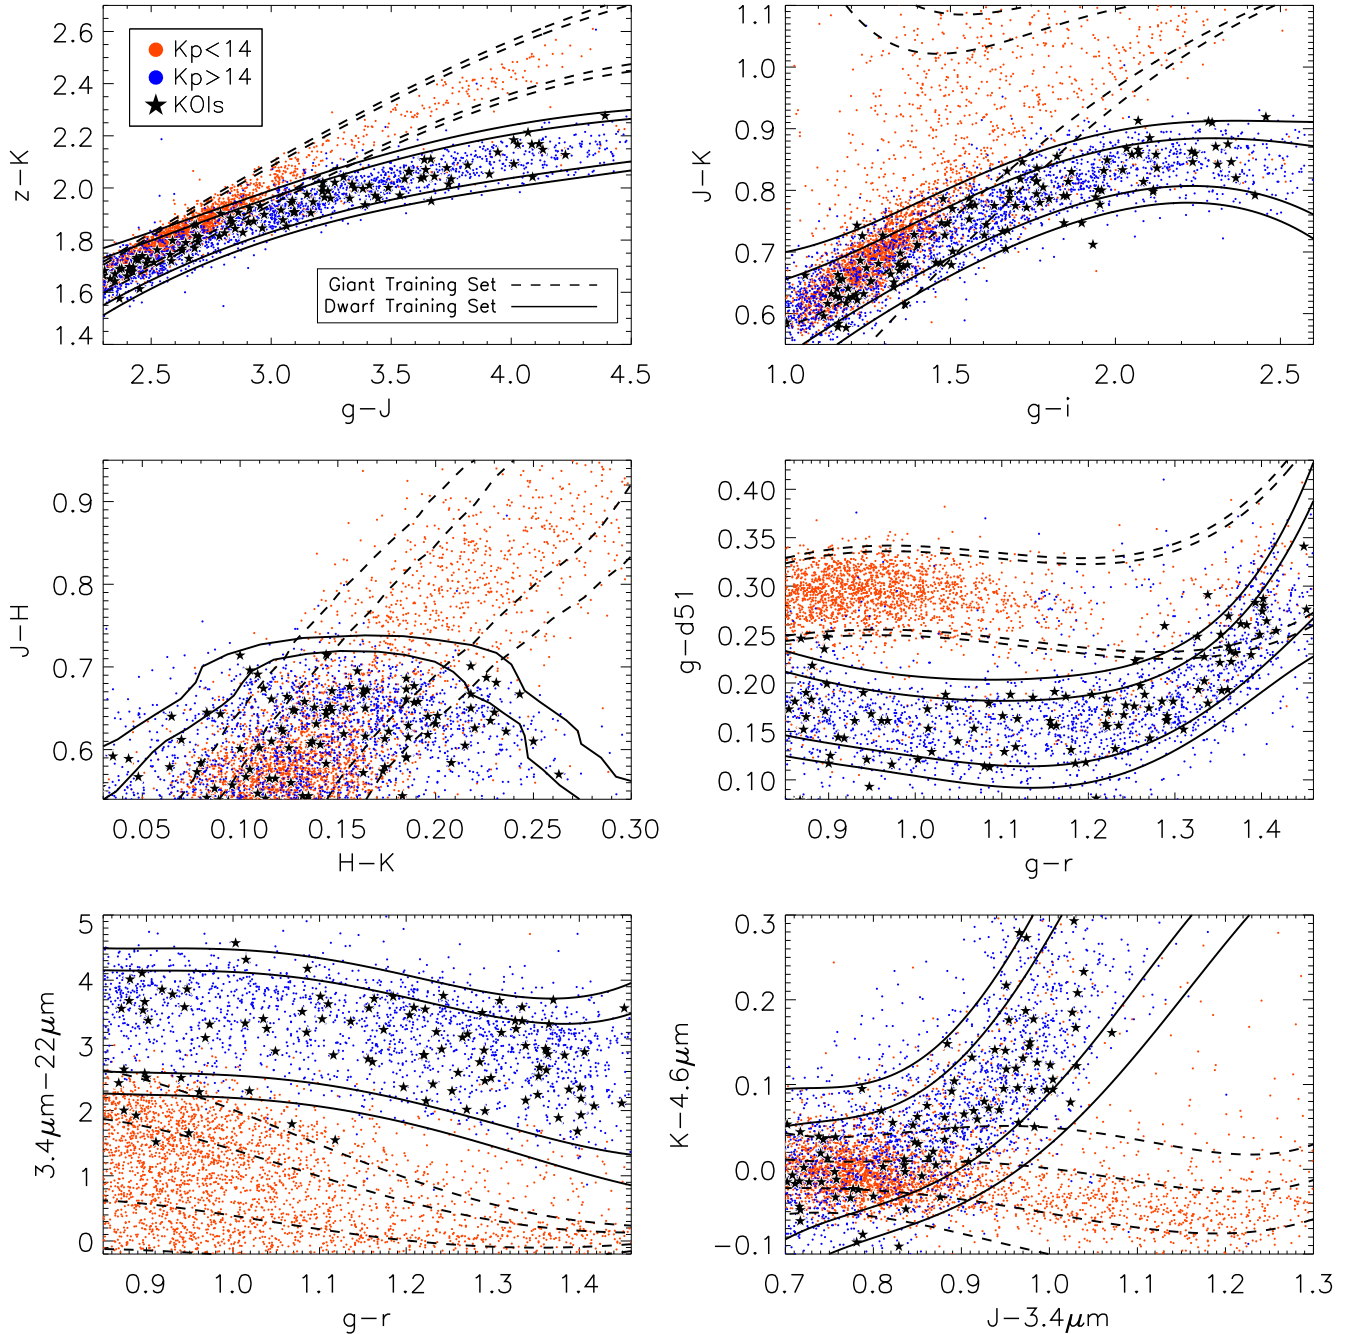 2.6
2.4
2.2
2.0
1.8
1.6
1.4
z-K
Kp<14
Kp>14
KOIs
Giant Training Set
Dwarf Training Set
2.5 3.0 3.5 4.0 4.5
g-J
1.1
1.0
0.9
0.8
0.7
0.6
J-K
1.0 1.5 2.0 2.5
g-i
0.9
0.8
0.7
0.6
J-H
0.05 0.10 0.15 0.20 0.25 0.30
H-K
0.40
0.35
0.30
0.25
0.20
0.15
0.10
g-d51
0.9 1.0 1.1 1.2 1.3 1.4
g-r
5
4
3
2
1
0
3.4μm-22μm
0.9 1.0 1.1 1.2 1.3 1.4
g-r
0.3
0.2
0.1
0.0
-0.1
K-4.6μm
0.7 0.8 0.9 1.0 1.1 1.2 1.3
J-3.4μm